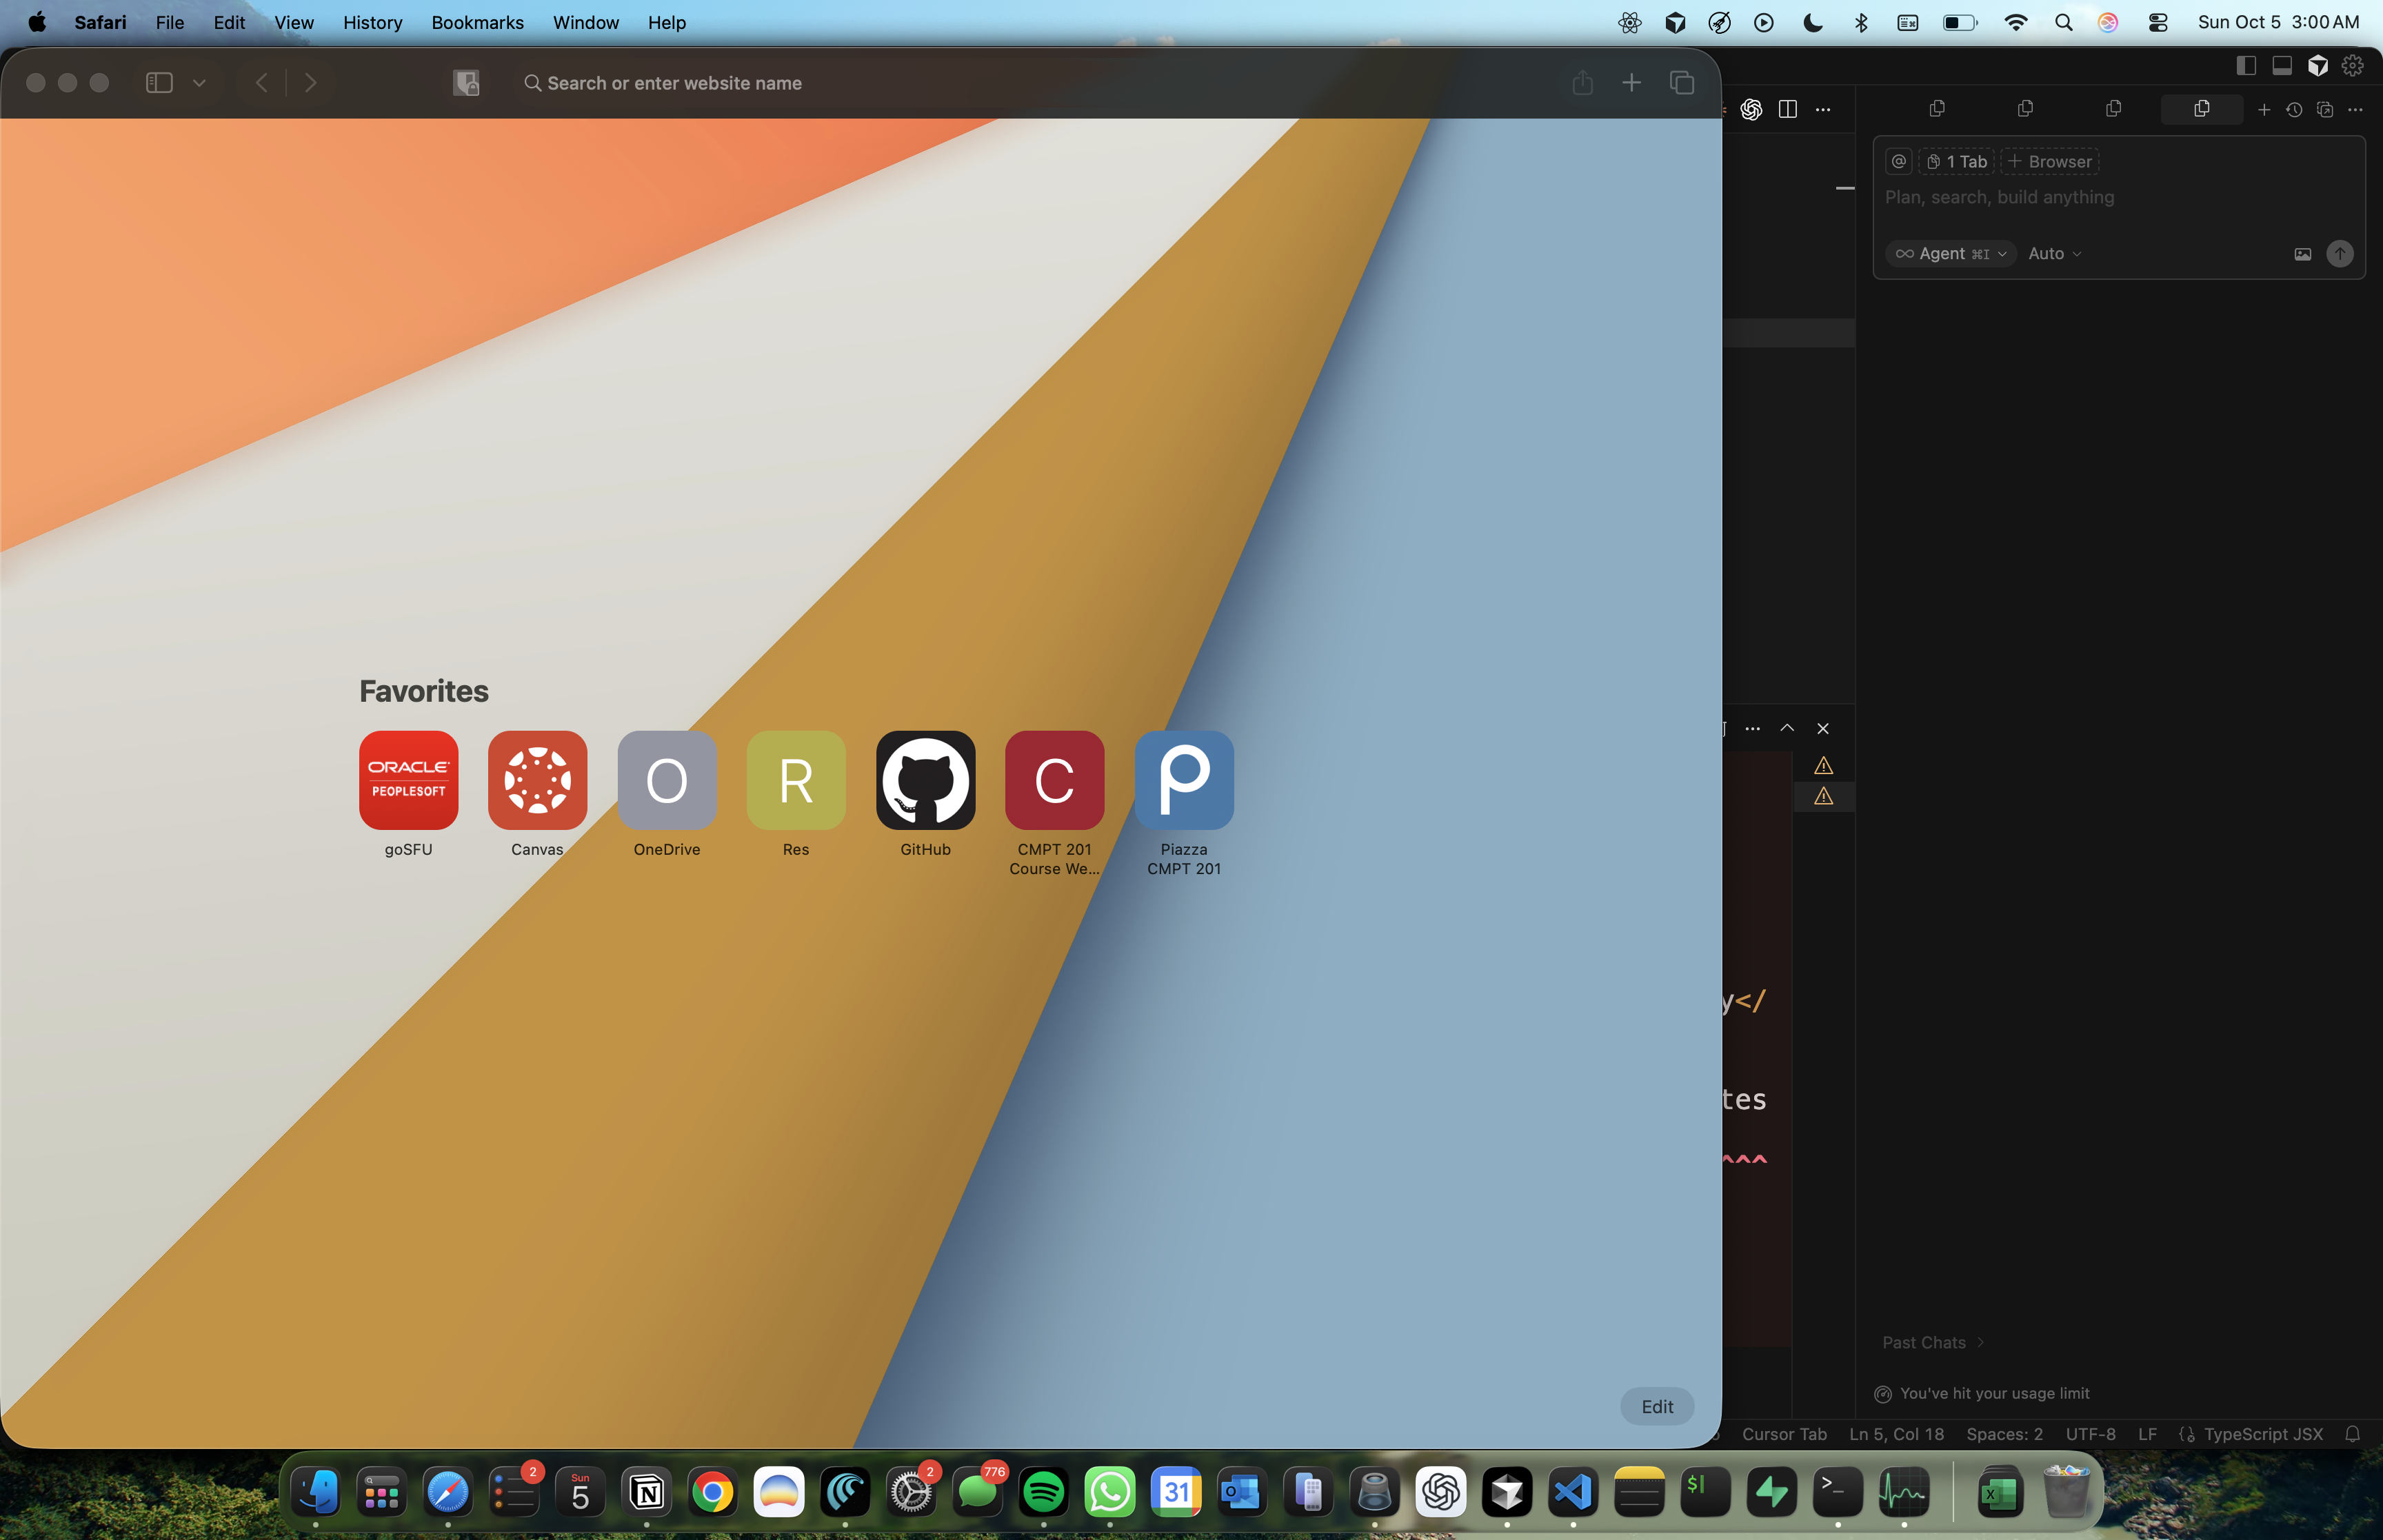 Safari File Edit View History Bookmarks Window Help Sun Oct 5 3:00 AM
Search or enter website name
@ 1 Tab + Browser
Plan, search, build anything
Agent ⌘I Auto
Favorites
ORACLE
PEOPLESOFT
O R C
goSFU Canvas OneDrive Res GitHub CMPT 201 Piazza
Course We... CMPT 201
y</
tes
^^^
Past Chats
You've hit your usage limit
Edit
Cursor Tab Ln 5, Col 18 Spaces: 2 UTF-8 LF TypeScript JSX
2 Sun 5 2 776 31 $